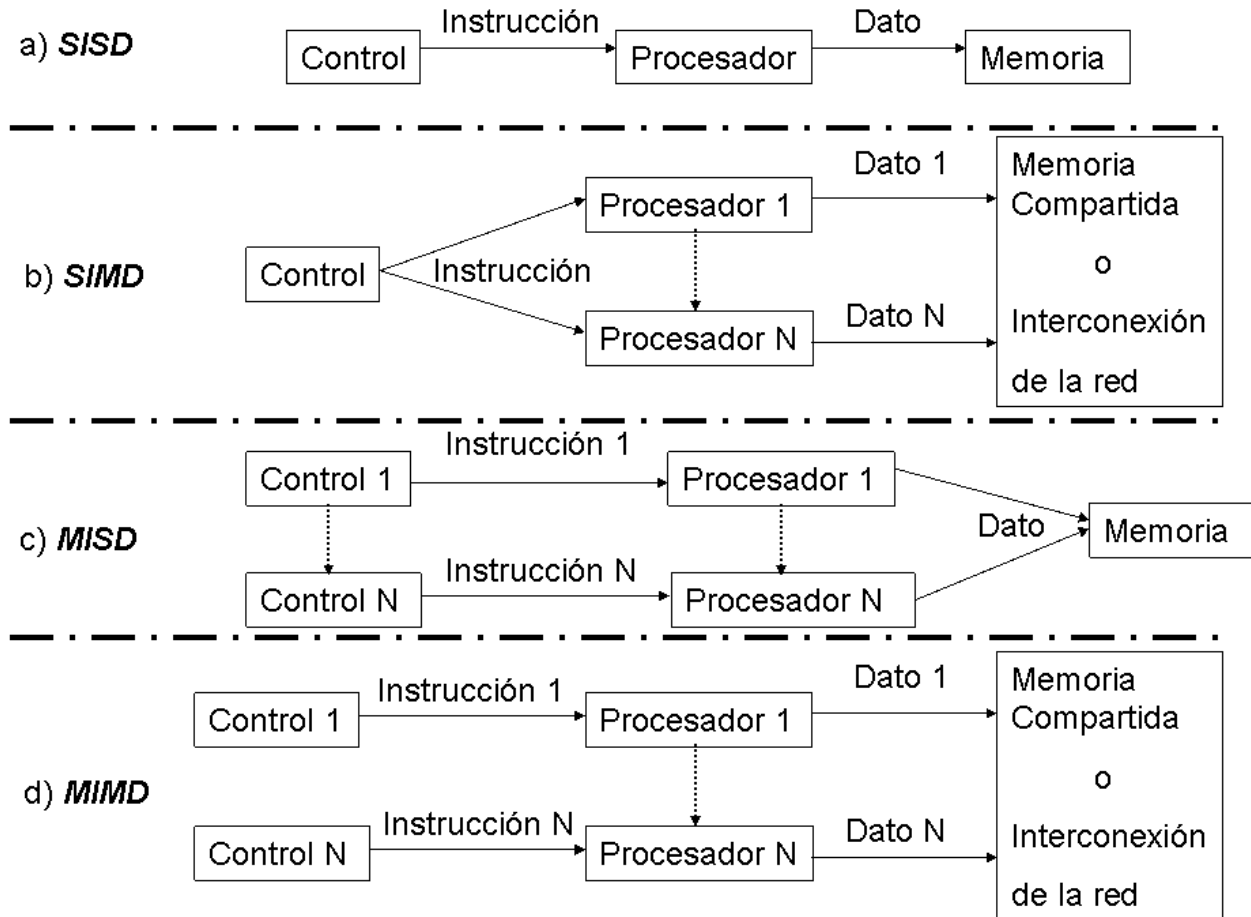 a) SISD
Control
Instrucción
Procesador
Dato
Memoria
b) SIMD
Control
Instrucción
Procesador 1
Procesador N
Dato 1
Dato N
Memoria
Compartida
o
Interconexión
de la red
c) MISD
Control 1
Instrucción 1
Procesador 1
Control N
Instrucción N
Procesador N
Dato
Memoria
d) MIMD
Control 1
Instrucción 1
Procesador 1
Dato 1
Control N
Instrucción N
Procesador N
Dato N
Memoria
Compartida
o
Interconexión
de la red